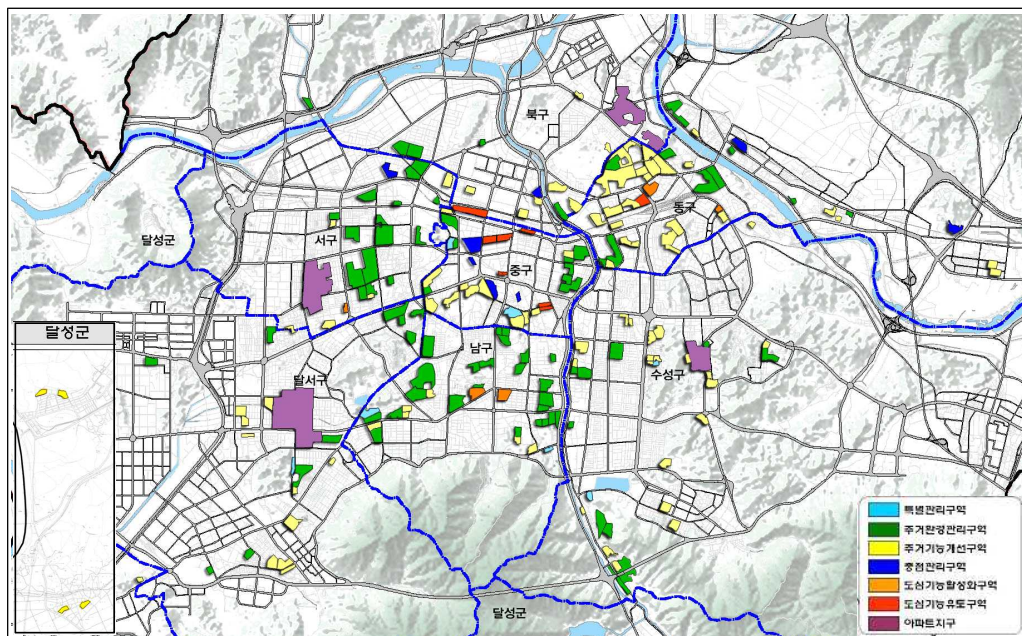 북구
동구
달성군
서구
중구
달성군
남구
수성구
달서구
달성군
특별관리구역
주거환경관리구역
주거기능개선구역
중점관리구역
도심기능활성화구역
도심기능유도구역
아파트지구